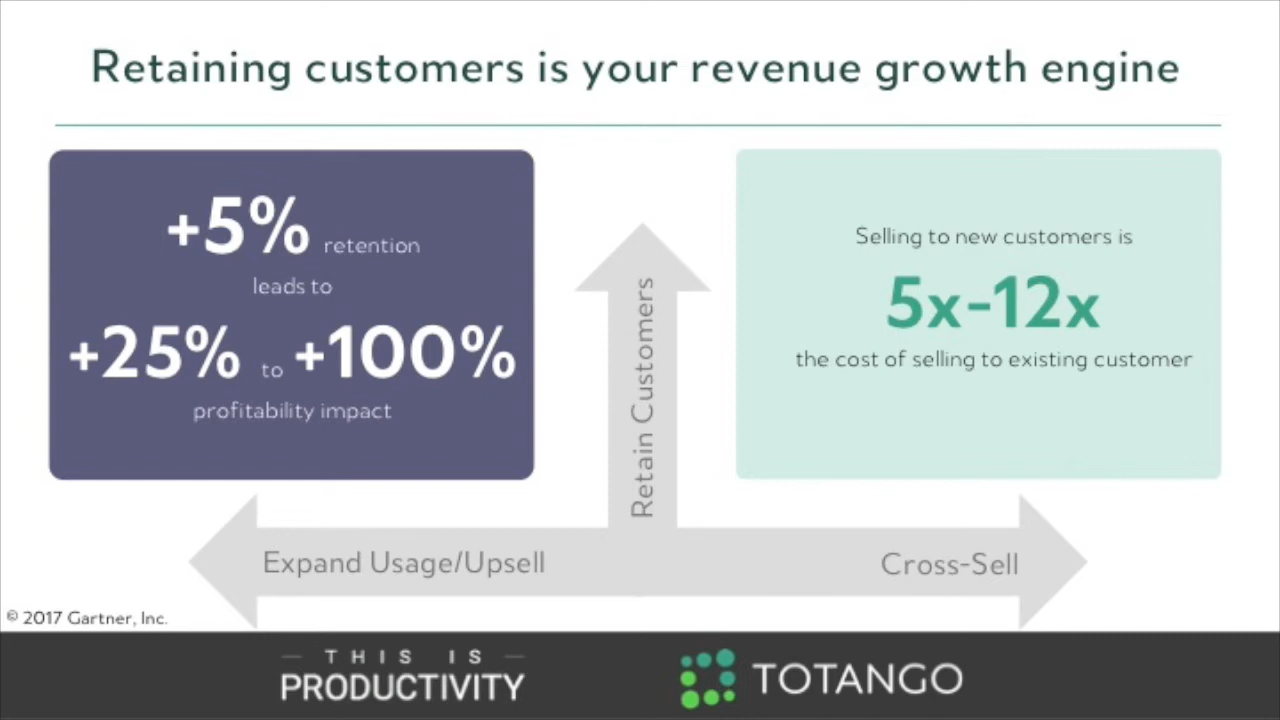 Retaining customers is your revenue growth engine
+5% retention
leads to
+25% to +100%
profitability impact
Selling to new customers is
5x-12x
the cost of selling to existing customer
Retain Customers
Expand Usage/Upsell
Cross-Sell
© 2017 Gartner, Inc.
THIS IS
PRODUCTIVITY
TOTANGO